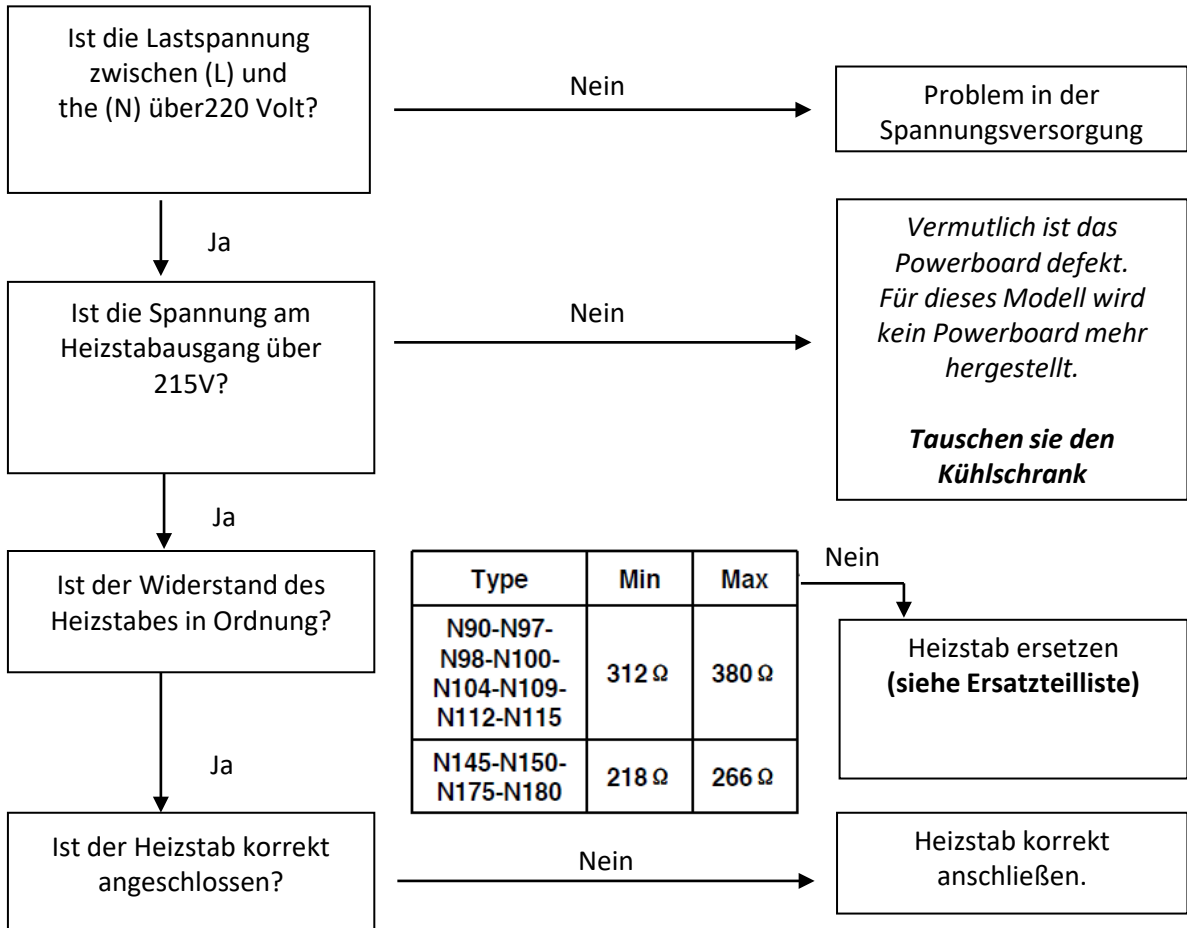 Ist die Lastspannung
zwischen (L) und
the (N) über220 Volt?
Nein
Problem in der
Spannungsversorgung
Ja
Ist die Spannung am
Heizstabausgang über
215V?
Nein
Vermutlich ist das
Powerboard defekt.
Für dieses Modell wird
kein Powerboard mehr
hergestellt.
Tauschen sie den
Kühlschrank
Ja
Ist der Widerstand des
Heizstabes in Ordnung?
Type Min Max
N90-N97-
N98-N100-
N104-N109-
N112-N115
312 Ω 380 Ω
N145-N150-
N175-N180
218 Ω 266 Ω
Nein
Heizstab ersetzen
(siehe Ersatzteilliste)
Ja
Ist der Heizstab korrekt
angeschlossen?
Nein
Heizstab korrekt
anschließen.